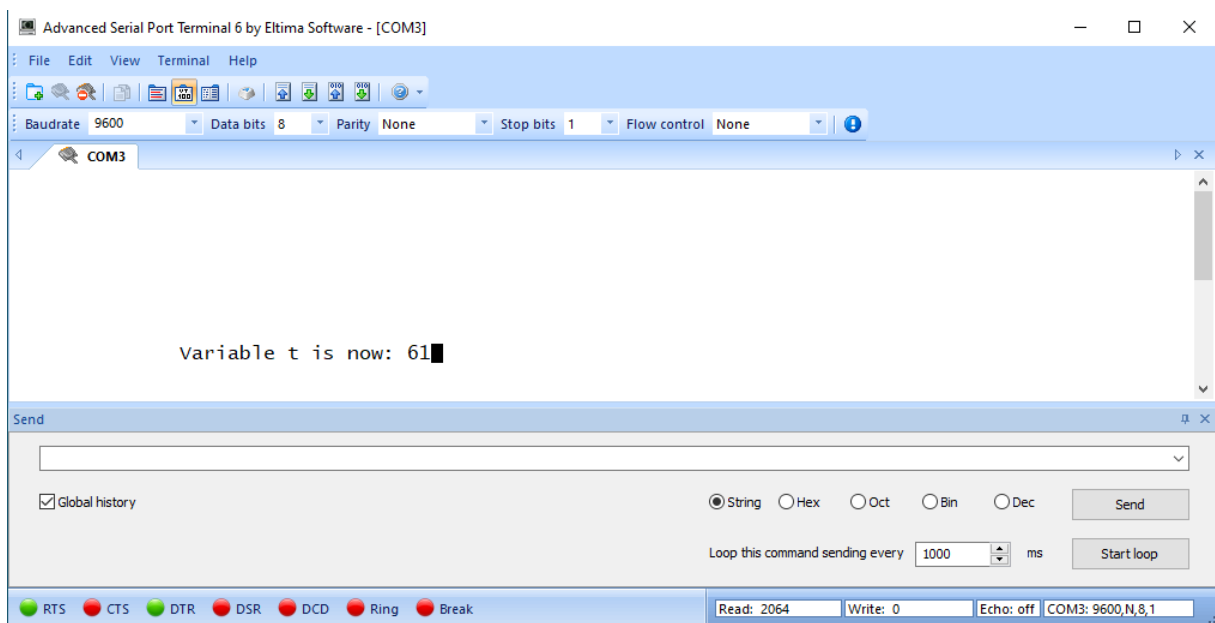 Advanced Serial Port Terminal 6 by Eltima Software - [COM3]
File Edit View Terminal Help
Baudrate 9600 Data bits 8 Parity None Stop bits 1 Flow control None
COM3
Variable t is now: 61
Send
Global history String Hex Oct Bin Dec Send
Loop this command sending every 1000 ms Start loop
RTS CTS DTR DSR DCD Ring Break Read: 2064 Write: 0 Echo: off COM3: 9600,N,8,1